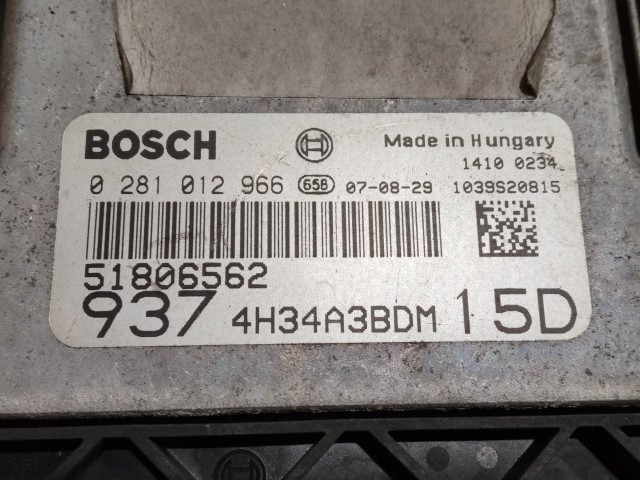 BOSCH Made in Hungary
1410 0234
0 281 012 966 658 07-08-29 1039S20815
51806562
937 4H34A3BDM 15D